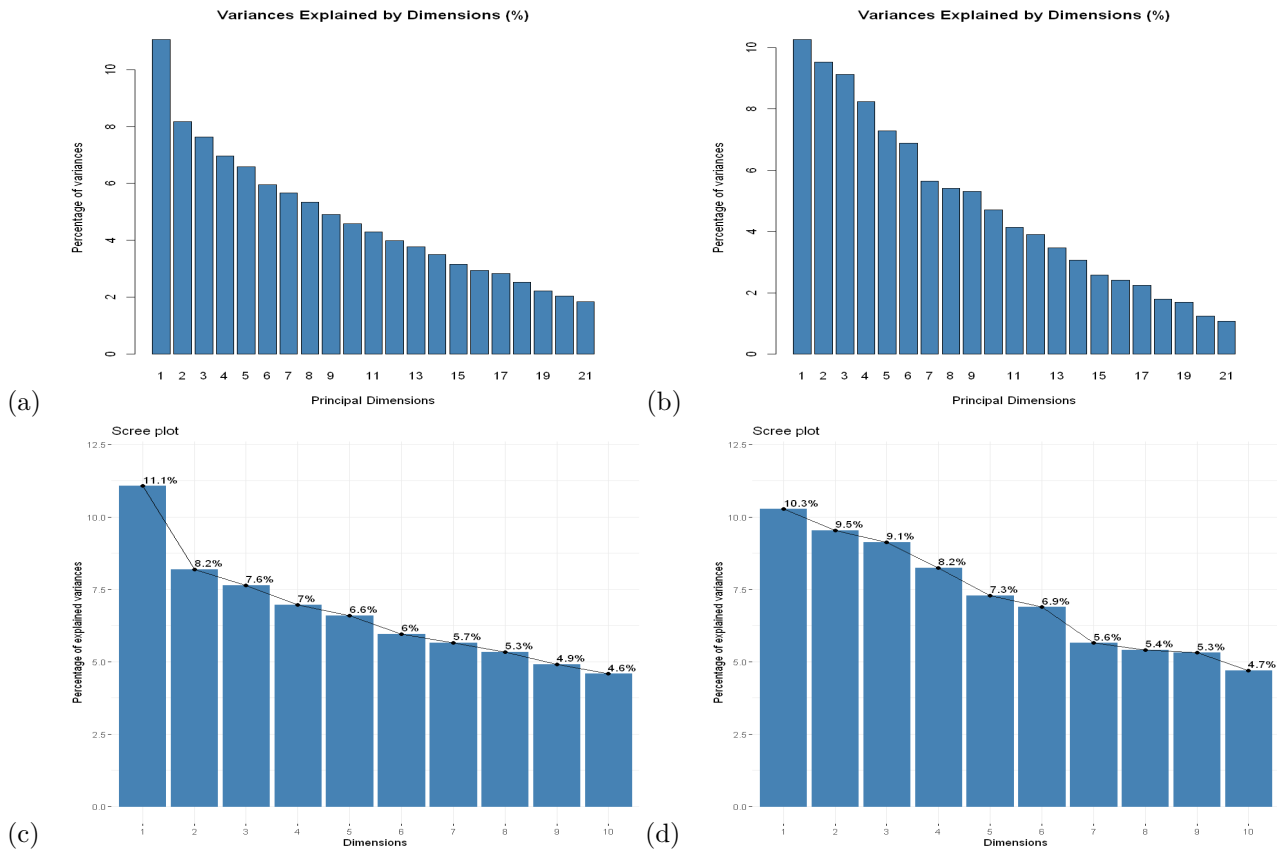 Variances Explained by Dimensions (%)
Percentage of variances
10
8
6
4
2
0
1 2 3 4 5 6 7 8 9 11 13 15 17 19 21
Principal Dimensions
(a)
Variances Explained by Dimensions (%)
Percentage of variances
10
8
6
4
2
0
1 2 3 4 5 6 7 8 9 11 13 15 17 19 21
Principal Dimensions
(b)
Scree plot
Percentage of explained variances
12.5
10.0
7.5
5.0
2.5
0.0
11.1%
8.2%
7.6%
7%
6.6%
6%
5.7%
5.3%
4.9%
4.6%
1 2 3 4 5 6 7 8 9 10
Dimensions
(c)
Scree plot
Percentage of explained variances
12.5
10.0
7.5
5.0
2.5
0.0
10.3%
9.5%
9.1%
8.2%
7.3%
6.9%
5.6%
5.4%
5.3%
4.7%
1 2 3 4 5 6 7 8 9 10
Dimensions
(d)